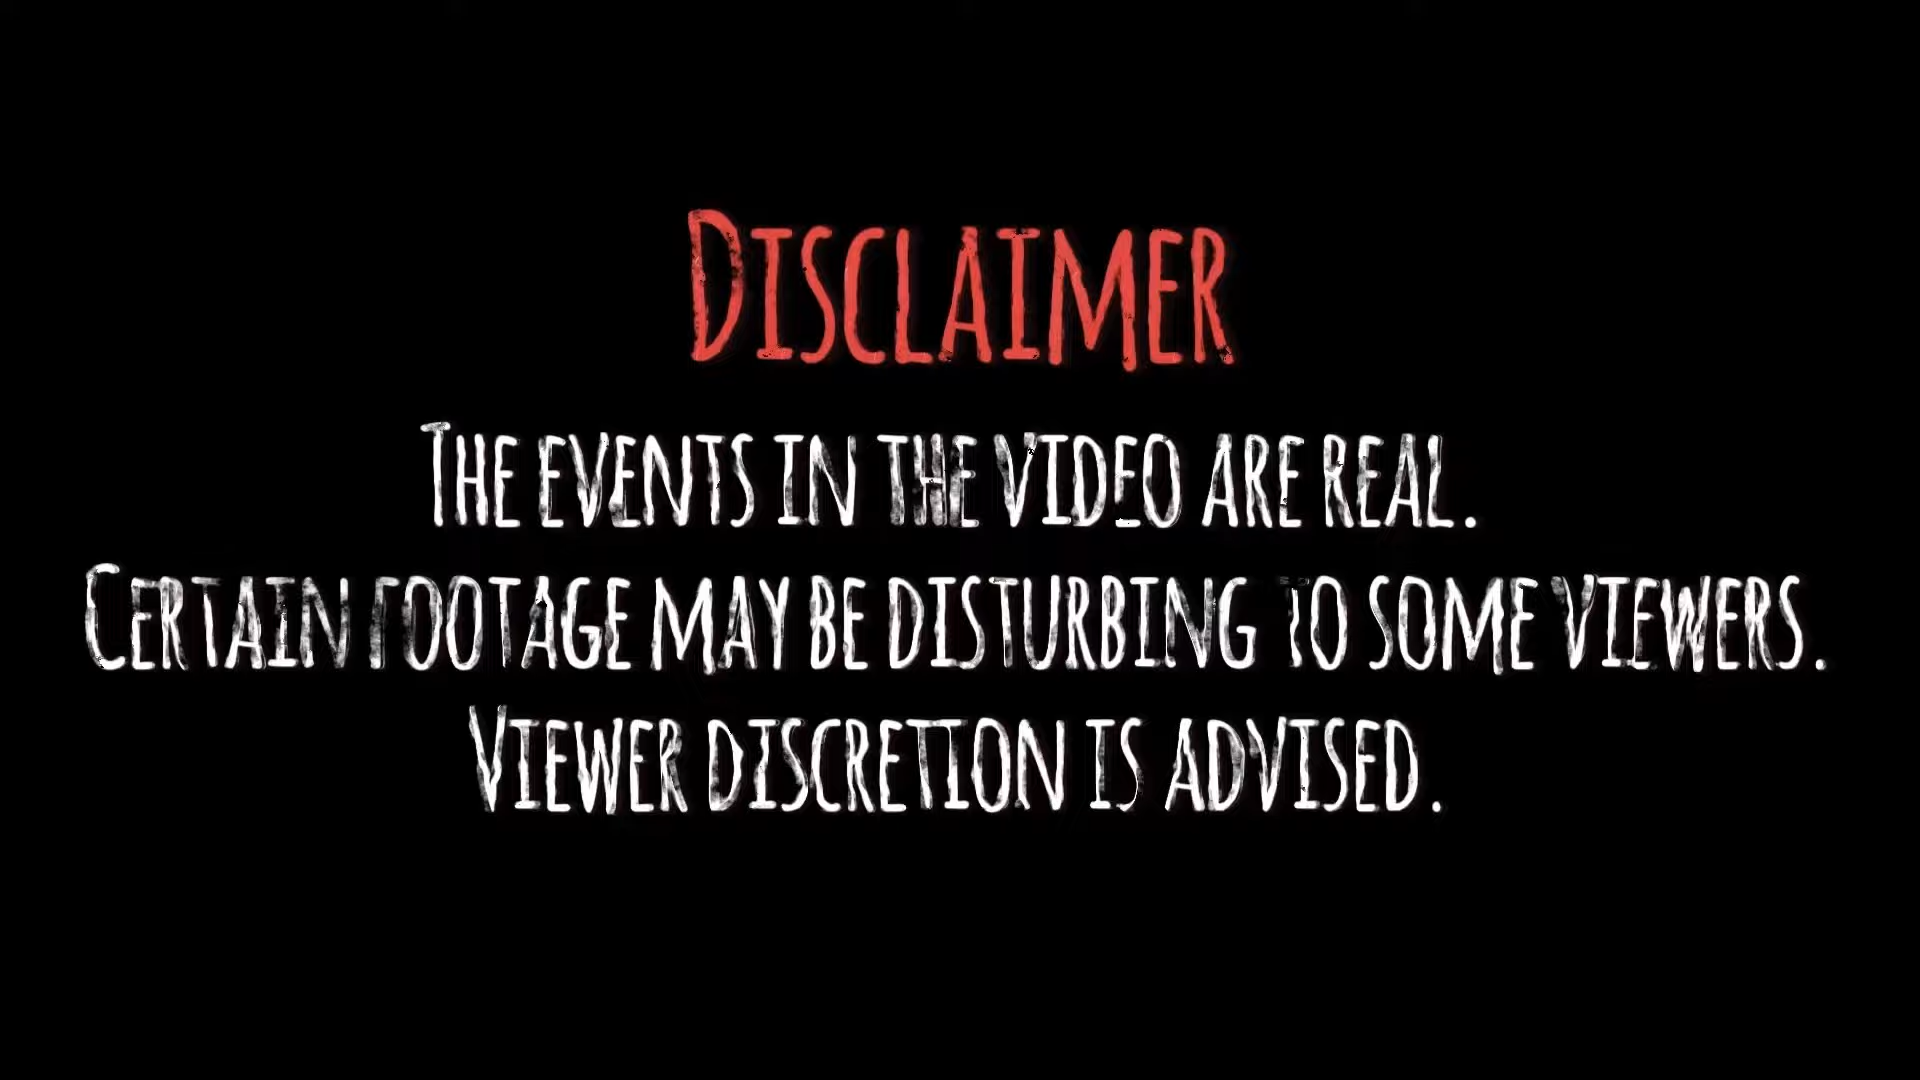 DISCLAIMER
THE EVENTS IN THE VIDEO ARE REAL.
CERTAIN FOOTAGE MAY BE DISTURBING TO SOME VIEWERS.
VIEWER DISCRETION IS ADVISED.